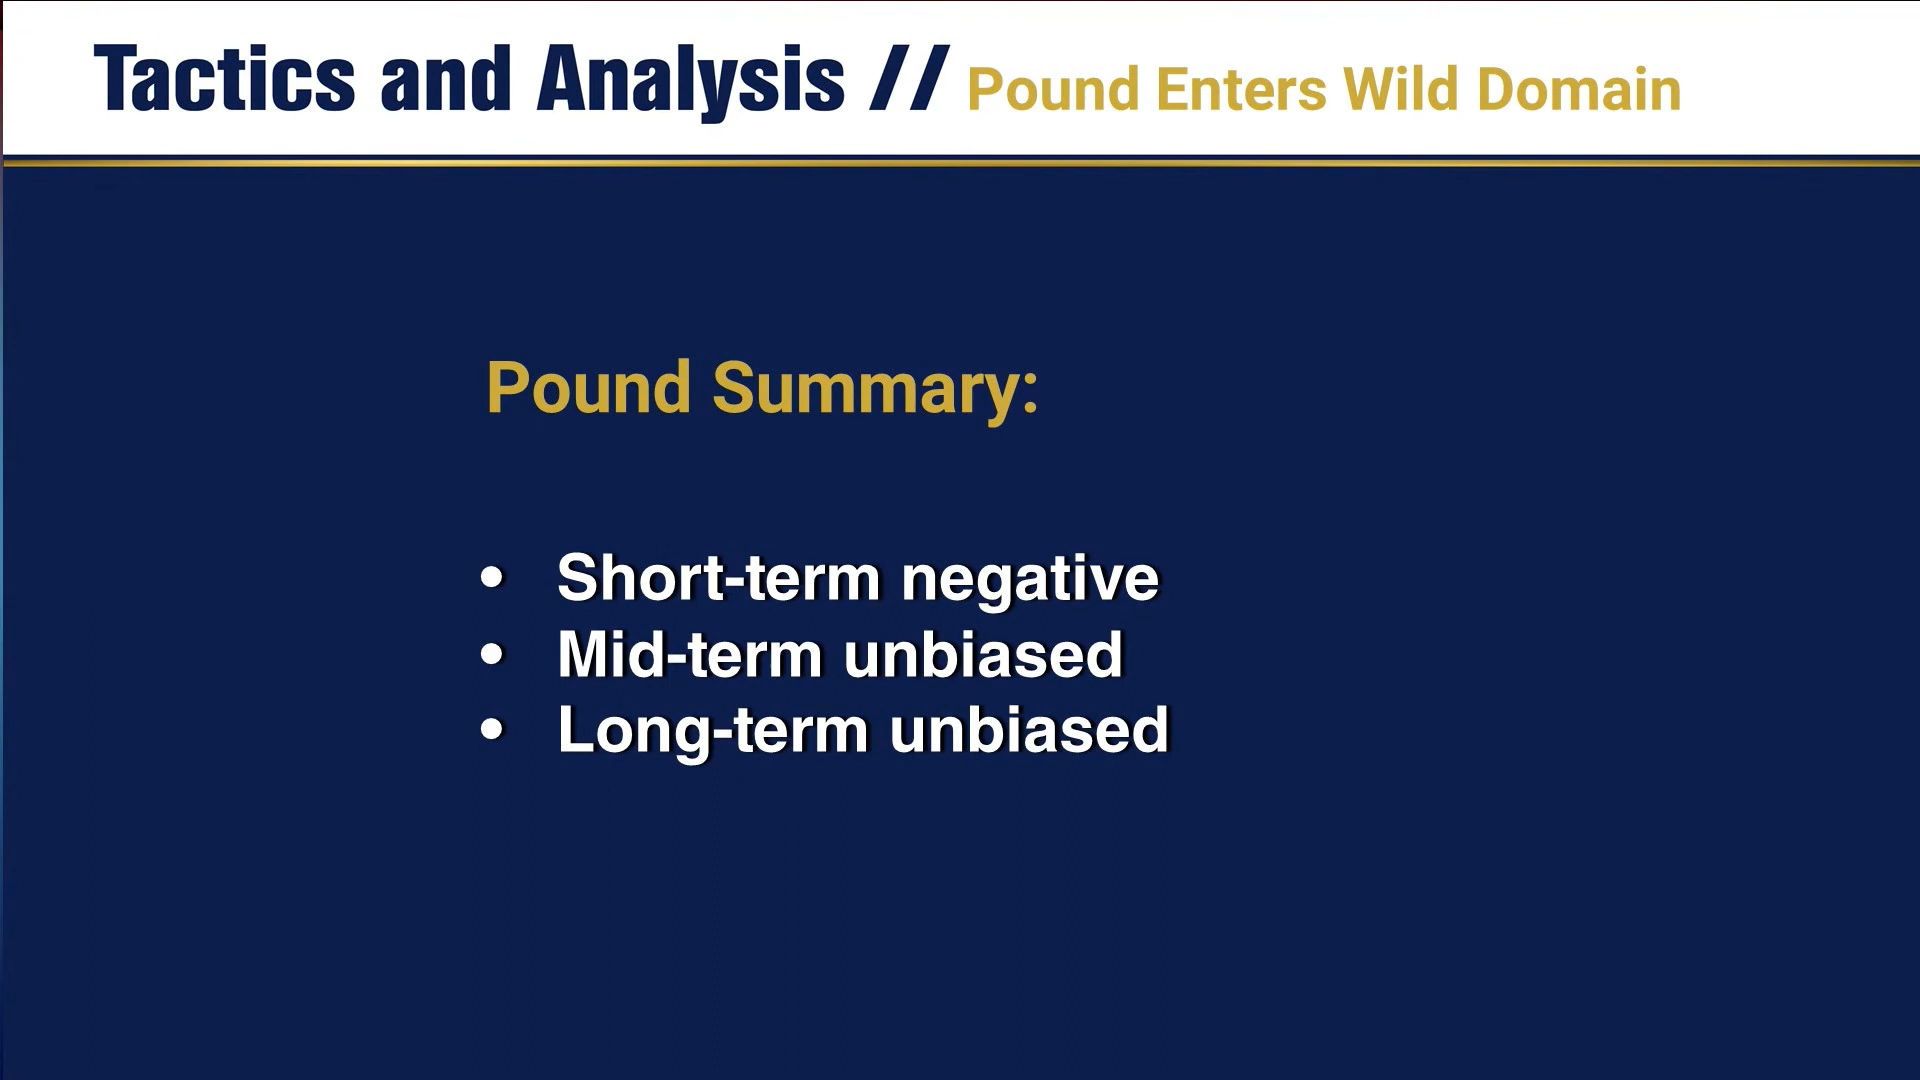 Tactics and Analysis // Pound Enters Wild Domain
Pound Summary:
• Short-term negative
• Mid-term unbiased
• Long-term unbiased